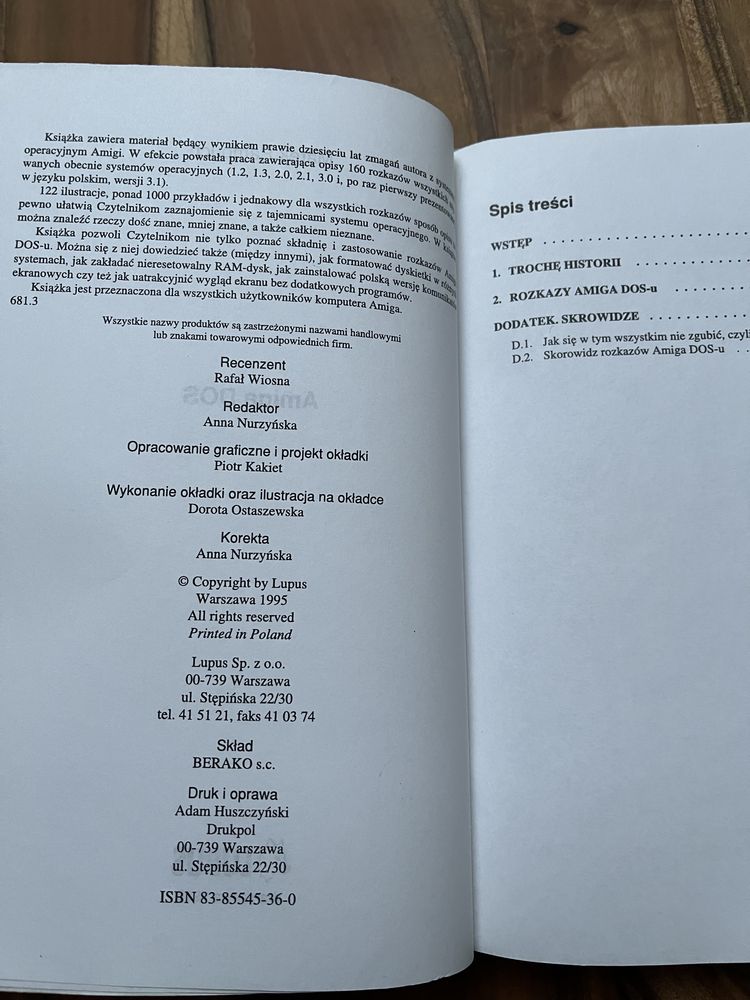 Książka zawiera materiał będący wynikiem prawie dziesięciu lat zmagań autora z
operacyjnym Amigi. W efekcie powstała praca zawierająca opisy 160 rozkazów wszystkich
wanych obecnie systemów operacyjnych (1.2, 1.3, 2.0, 2.1, 3.0 i, po raz pierwszy
w języku polskim, wersji 3.1).
122 ilustracje, ponad 1000 przykładów i jednakowy dla wszystkich rozkazów sposób
pewno ułatwią Czytelnikom zaznajomienie się z tajemnicami systemu operacyjnego. W
można znaleźć rzeczy dość znane, mniej znane, a także całkiem nieznane.
Książka pozwoli Czytelnikom nie tylko poznać składnię i zastosowanie rozkazów
DOS-u. Można się z niej dowiedzieć także (między innymi), jak formatować dyskietki w
systemach, jak zakładać nieresetowalny RAM-dysk, jak zainstalować polską wersję
ekranowych czy też jak uatrakcyjnić wygląd ekranu bez dodatkowych programów.
Książka jest przeznaczona dla wszystkich użytkowników komputera Amiga.
681.3
Wszystkie nazwy produktów są zastrzeżonymi nazwami handlowymi
lub znakami towarowymi odpowiednich firm.
Recenzent
Rafał Wiosna
Redaktor
Anna Nurzyńska
Opracowanie graficzne i projekt okładki
Piotr Kakiet
Wykonanie okładki oraz ilustracja na okładce
Dorota Ostaszewska
Korekta
Anna Nurzyńska
© Copyright by Lupus
Warszawa 1995
All rights reserved
Printed in Poland
Lupus Sp. z o.o.
00-739 Warszawa
ul. Stępińska 22/30
tel. 41 51 21, faks 41 03 74
Skład
BERAKO s.c.
Druk i oprawa
Adam Huszczyński
Drukpol
00-739 Warszawa
ul. Stępińska 22/30
ISBN 83-85545-36-0
Spis treści
WSTĘP . . . . . . . . . . . . . . . . . . .
1. TROCHĘ HISTORII . . . . . . . . . .
2. ROZKAZY AMIGA DOS-u . . . . . . .
DODATEK. SKROWIDZE . . . . . . . . .
D.1. Jak się w tym wszystkim nie zgubić, czyli
D.2. Skorowidz rozkazów Amiga DOS-u . .